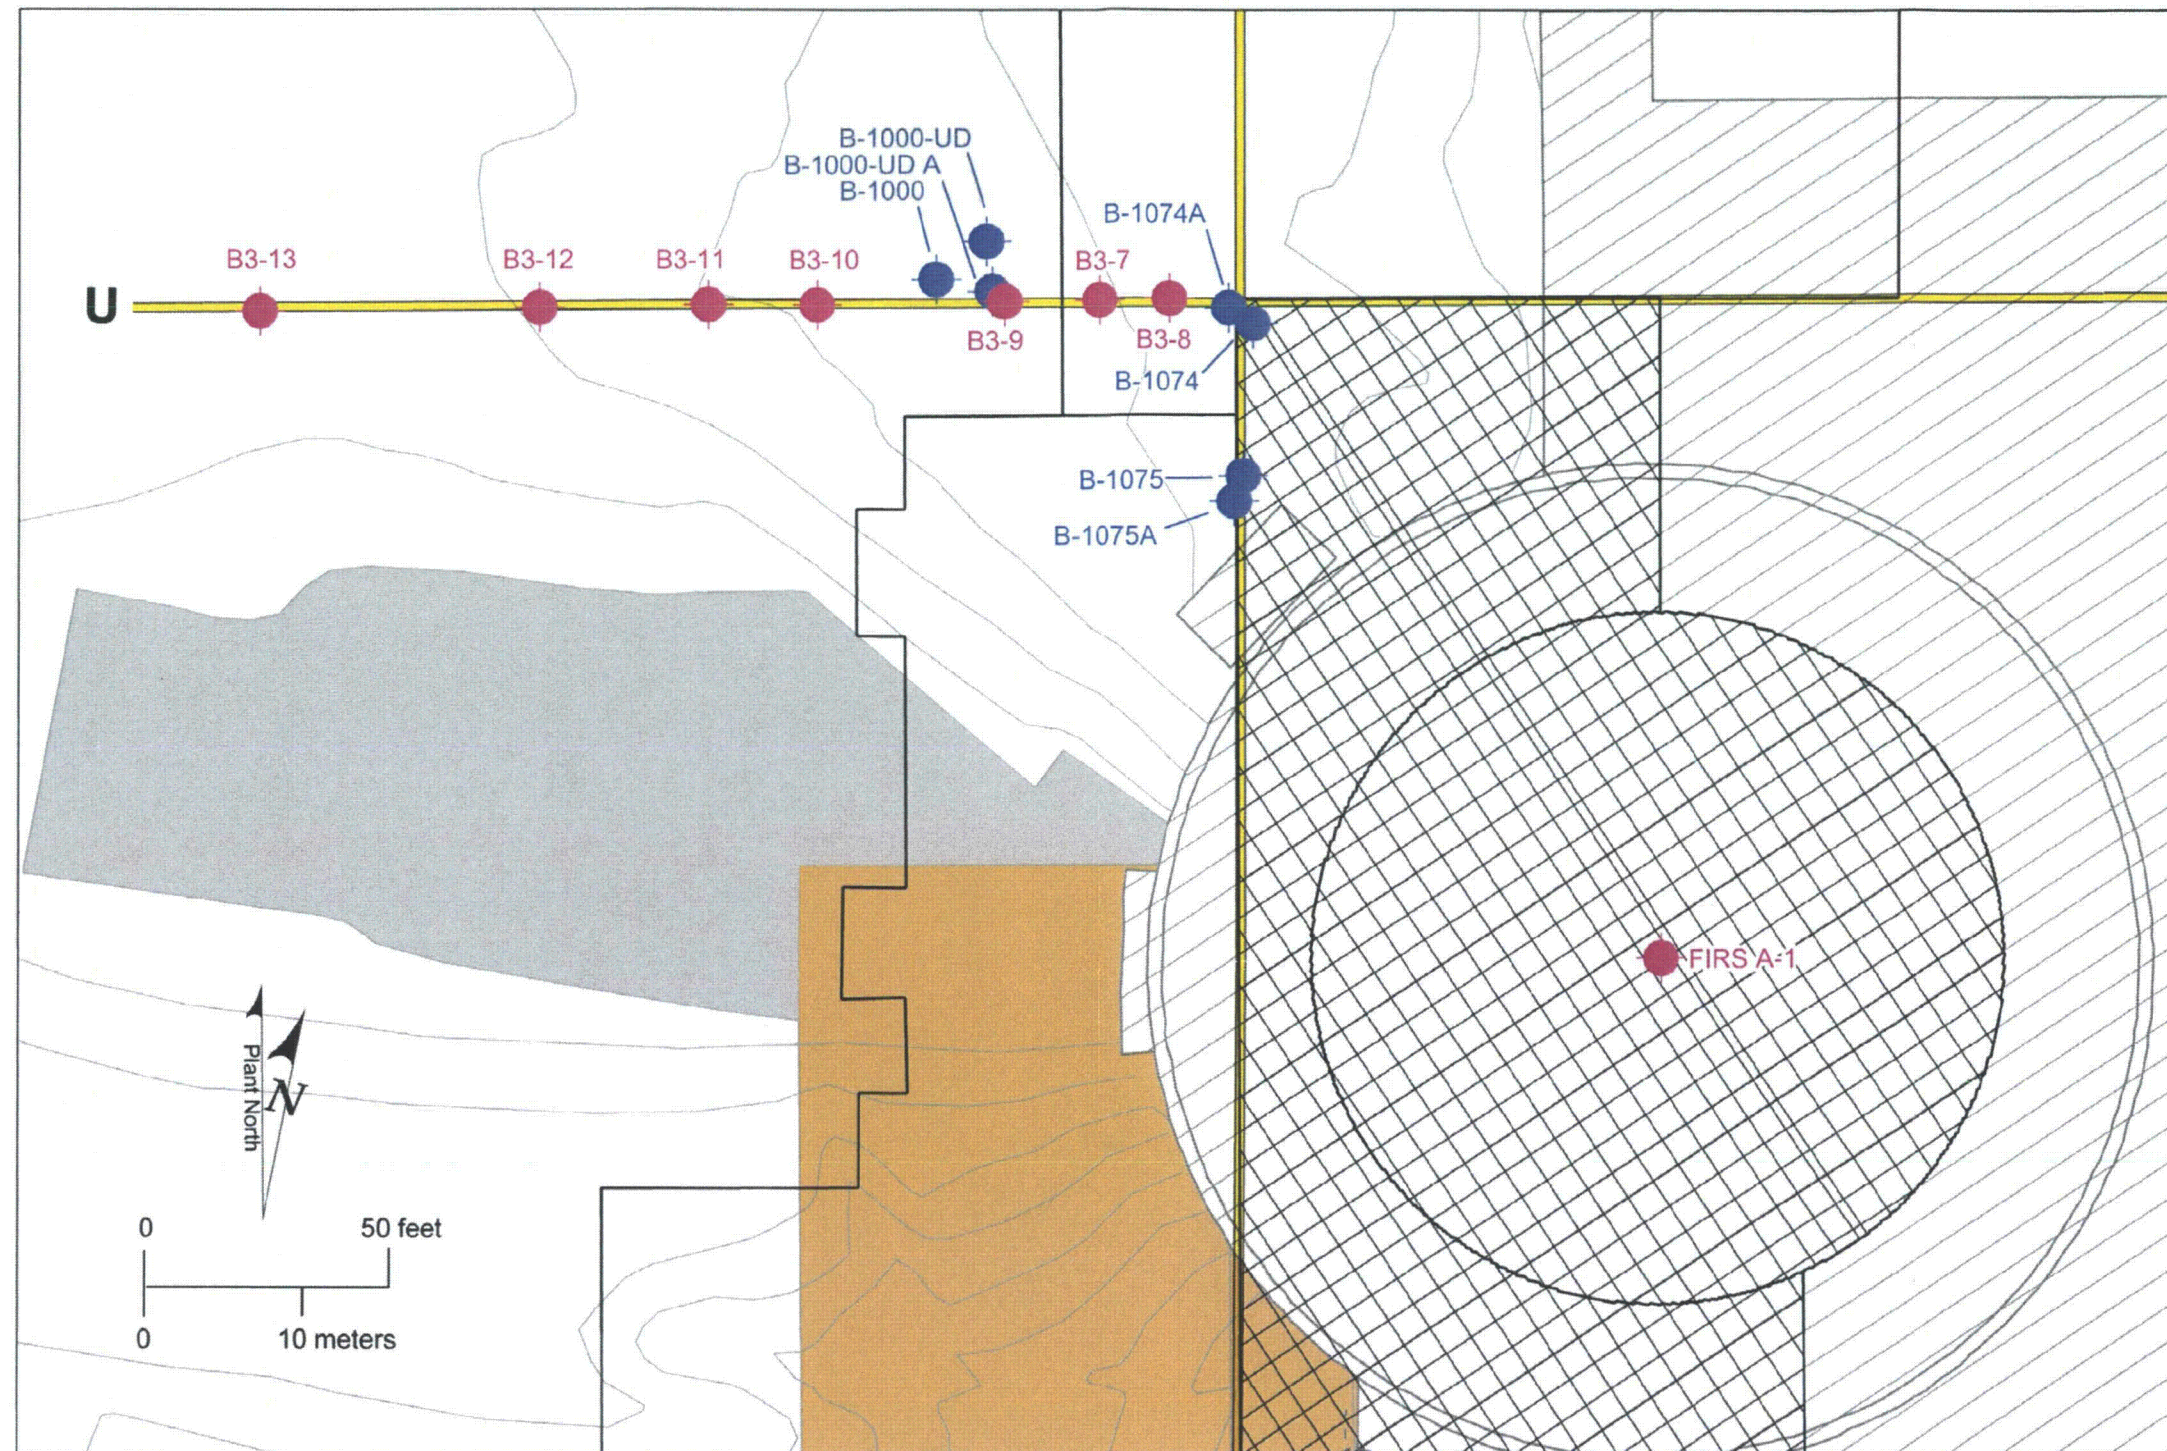 B-1000-UD
B-1000-UD A
B-1000
B-1074A
B3-13
B3-12
B3-11
B3-10
B3-7
U
B3-9
B3-8
B-1074
B-1075
B-1075A
FIRS A-1
Plant North
N
0 50 feet
0 10 meters